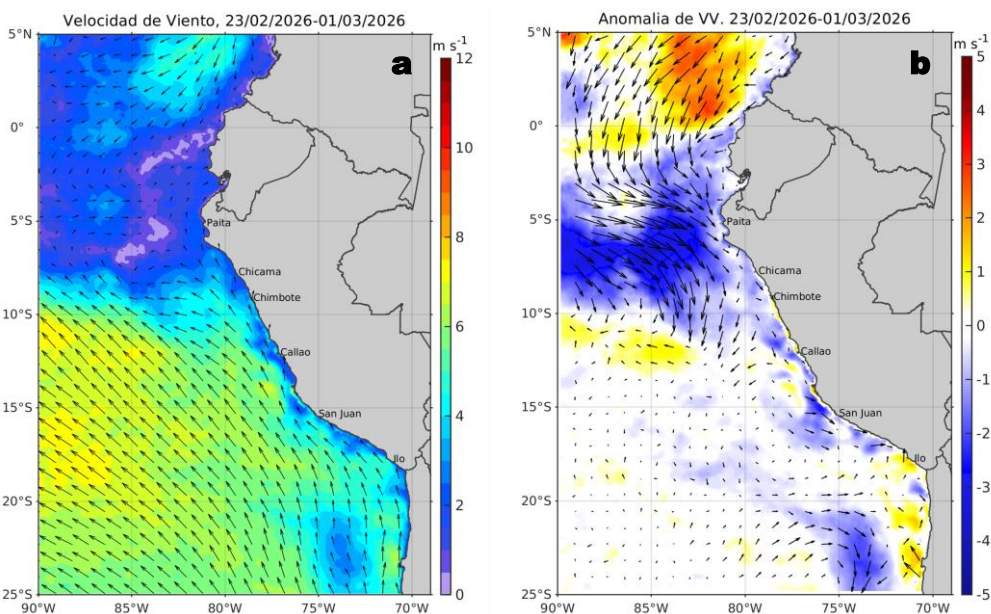 Velocidad de Viento, 23/02/2026-01/03/2026
a
m s-1
12
10
8
6
4
2
0
5°N
0°
5°S
10°S
15°S
20°S
25°S
90°W
85°W
80°W
75°W
70°W
Paita
Chicama
Chimbote
Callao
San Juan
Ilo
Anomalia de VV. 23/02/2026-01/03/2026
b
m s-1
5
4
3
2
1
0
-1
-2
-3
-4
-5
5°N
0°
5°S
10°S
15°S
20°S
25°S
90°W
85°W
80°W
75°W
70°W
Paita
Chicama
Chimbote
Callao
San Juan
Ilo